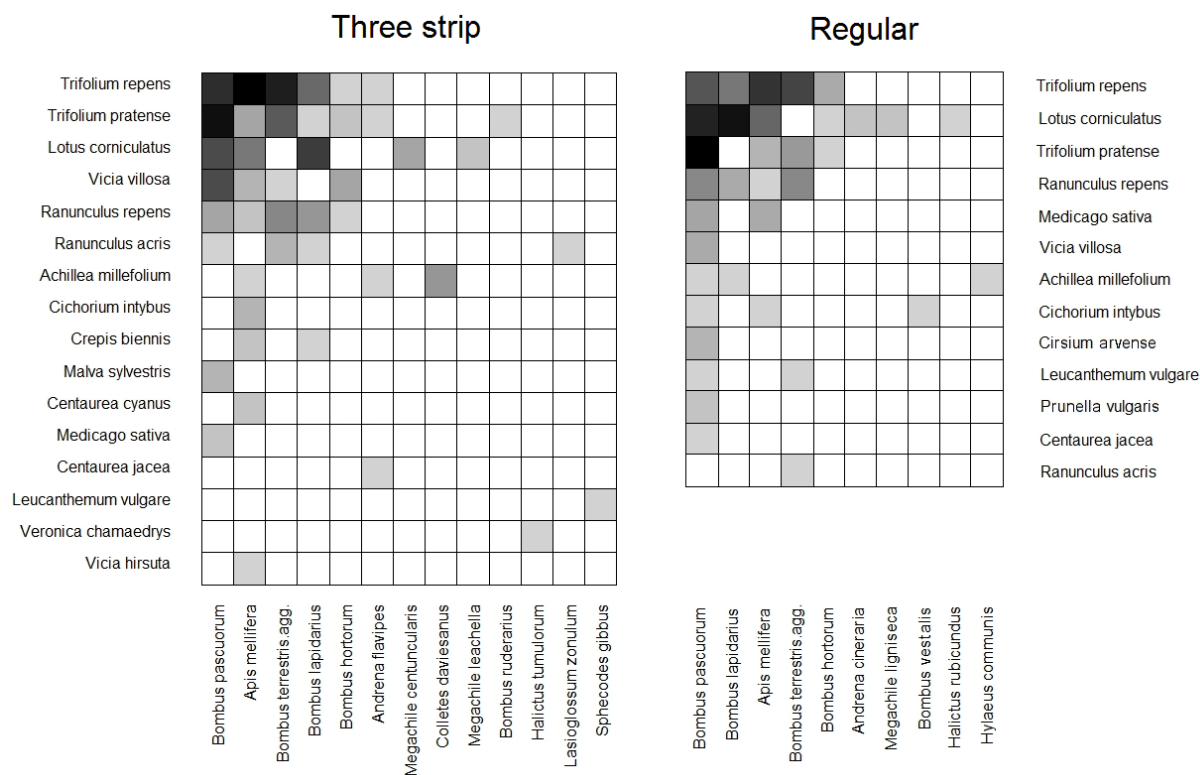 Three strip
Regular
Trifolium repens
Trifolium pratense
Lotus corniculatus
Vicia villosa
Ranunculus repens
Ranunculus acris
Achillea millefolium
Cichorium intybus
Crepis biennis
Malva sylvestris
Centaurea cyanus
Medicago sativa
Centaurea jacea
Leucanthemum vulgare
Veronica chamaedrys
Vicia hirsuta
Bombus pascuorum
Apis mellifera
Bombus terrestris.agg.
Bombus lapidarius
Bombus hortorum
Andrena flavipes
Megachile centuncularis
Colletes daviesanus
Megachile leachella
Bombus ruderarius
Halictus tumulorum
Lasioglossum zonulum
Sphecodes gibbus
Trifolium repens
Lotus corniculatus
Trifolium pratense
Ranunculus repens
Medicago sativa
Vicia villosa
Achillea millefolium
Cichorium intybus
Cirsium arvense
Leucanthemum vulgare
Prunella vulgaris
Centaurea jacea
Ranunculus acris
Bombus pascuorum
Bombus lapidarius
Apis mellifera
Bombus terrestris.agg.
Bombus hortorum
Andrena cineraria
Megachile ligniseca
Bombus vestalis
Halictus rubicundus
Hylaeus communis